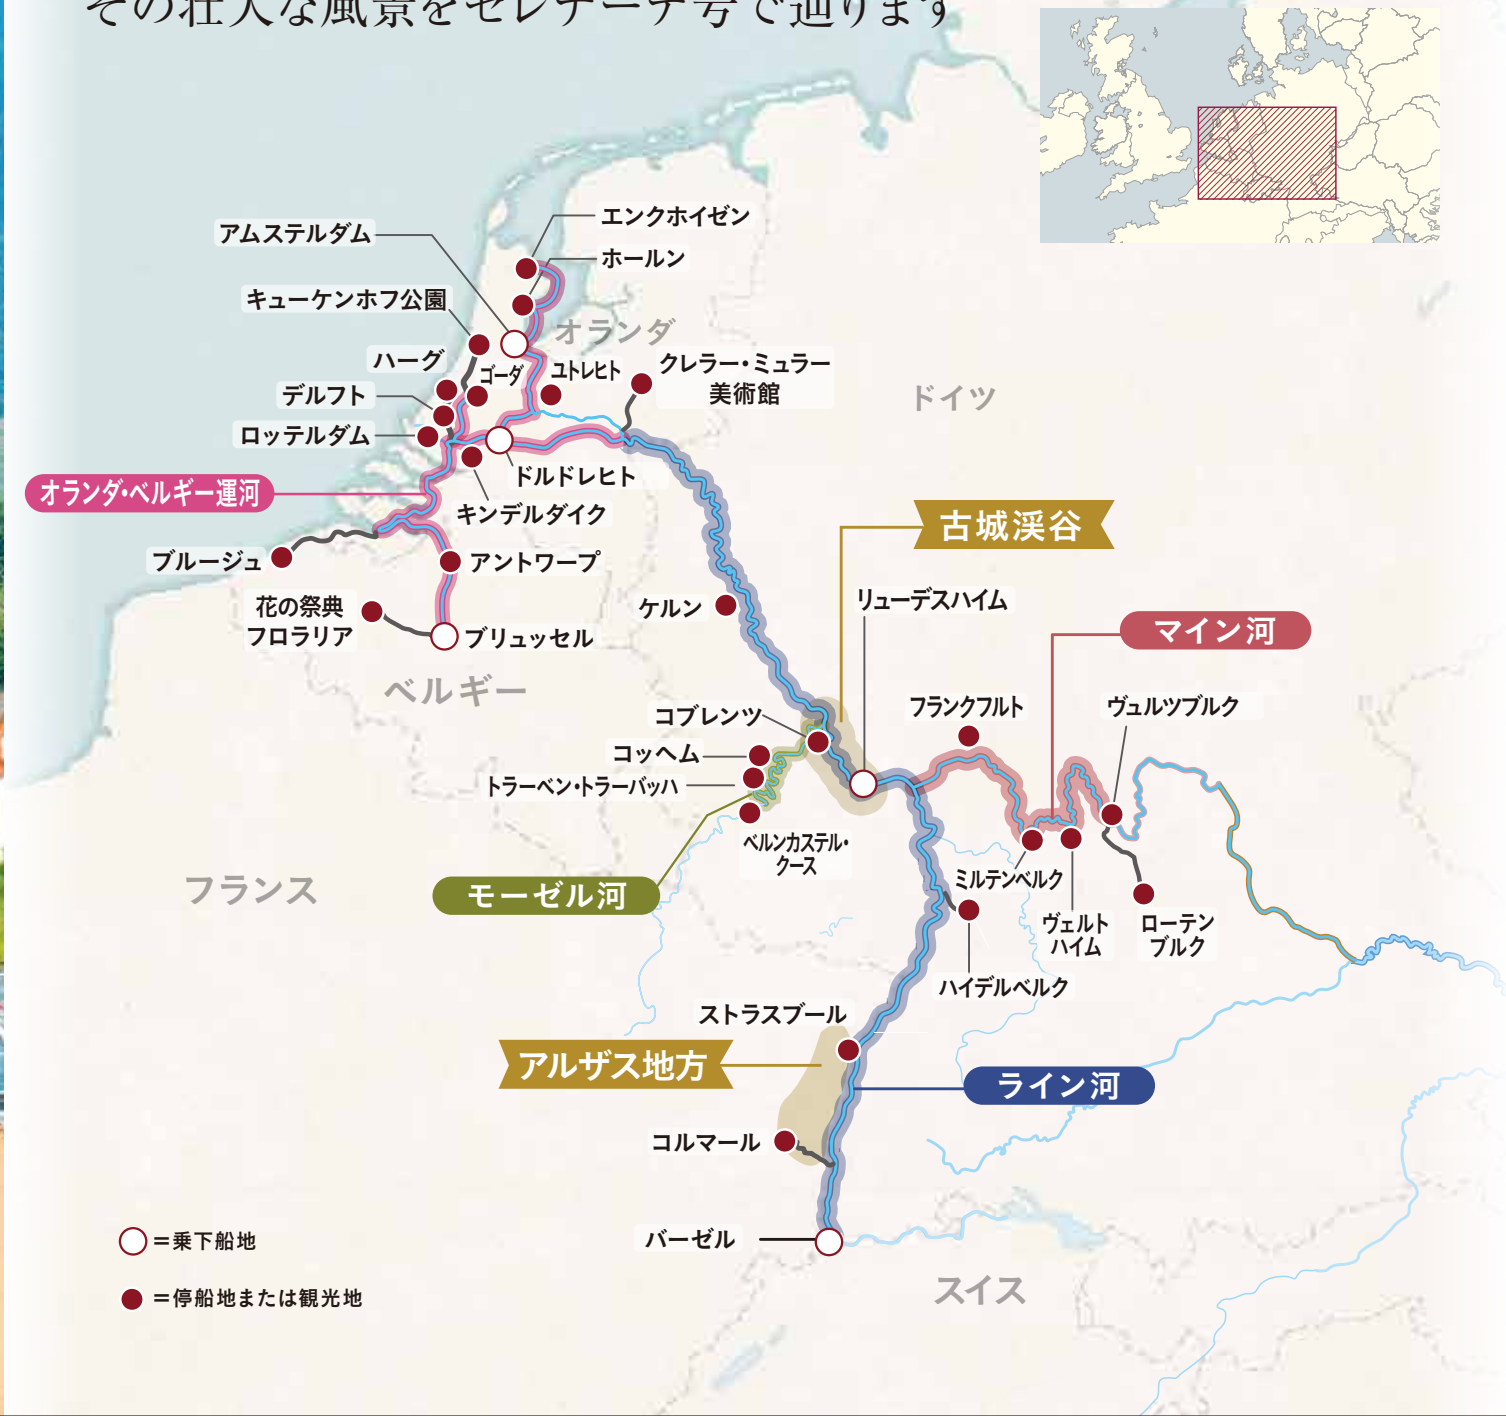 その壮大な風景をセレナーデ号で辿ります
エンクホイゼン
アムステルダム
ホールン
キューケンホフ公園
オランダ
ハーグ
ゴーダ
ユトレヒト
クレラー・ミュラー
美術館
デルフト
ドイツ
ロッテルダム
ドルドレヒト
オランダ・ベルギー運河
キンデルダイク
古城渓谷
ブルージュ
アントワープ
花の祭典
フロラリア
ケルン
リューデスハイム
ブリュッセル
マイン河
ベルギー
コブレンツ
フランクフルト
ヴュルツブルク
コッヘム
トラーベン・トラーバッハ
ベルンカステル・
クース
フランス
モーゼル河
ミルテンベルク
ヴェルト
ハイム
ローテン
ブルク
ハイデルベルク
ストラスブール
アルザス地方
ライン河
コルマール
バーゼル
=乗下船地
スイス
=停船地または観光地